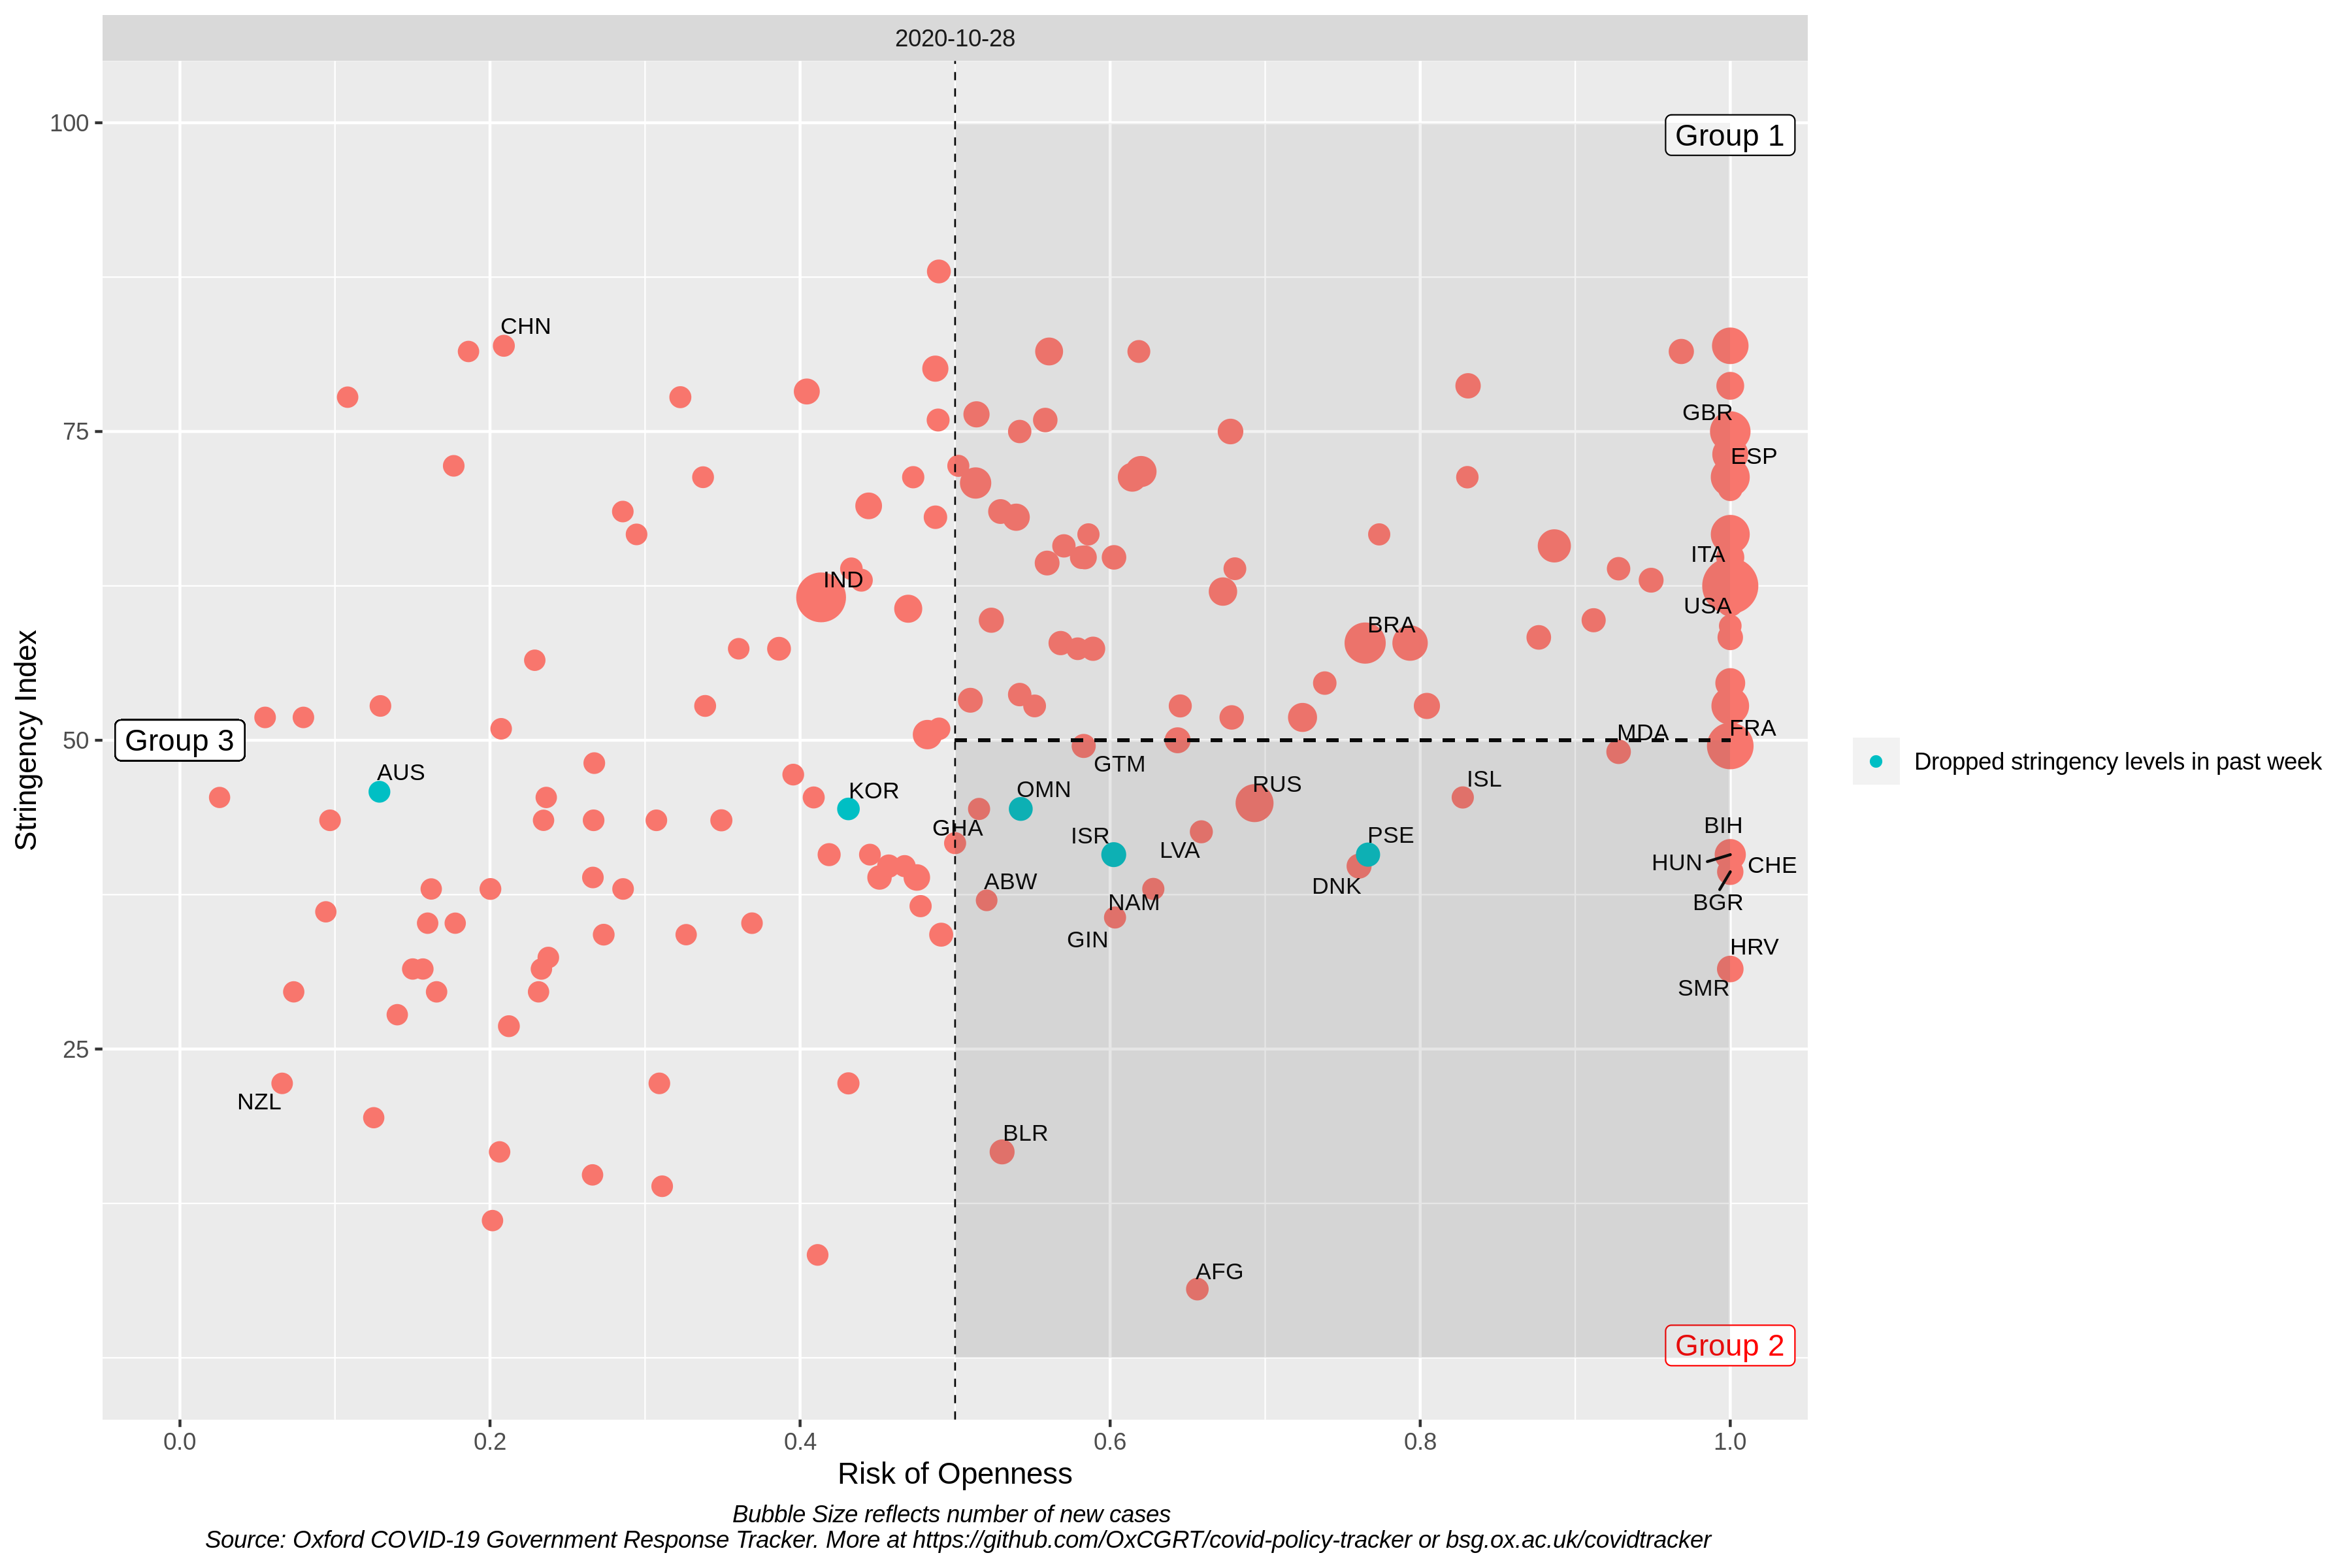 2020-10-28
100
Group 1
CHN
75
GBR
ESP
IND
ITA
USA
BRA
Stringency Index
50
Group 3
MDA
FRA
GTM
AUS
KOR
OMN
RUS
ISL
Dropped stringency levels in past week
GHA
ISR
LVA
PSE
BIH
HUN
CHE
ABW
NAM
DNK
BGR
GIN
HRV
SMR
25
NZL
BLR
AFG
Group 2
0.0
0.2
0.4
0.6
0.8
1.0
Risk of Openness
Bubble Size reflects number of new cases
Source: Oxford COVID-19 Government Response Tracker. More at https://github.com/OxCGRT/covid-policy-tracker or bsg.ox.ac.uk/covidtracker